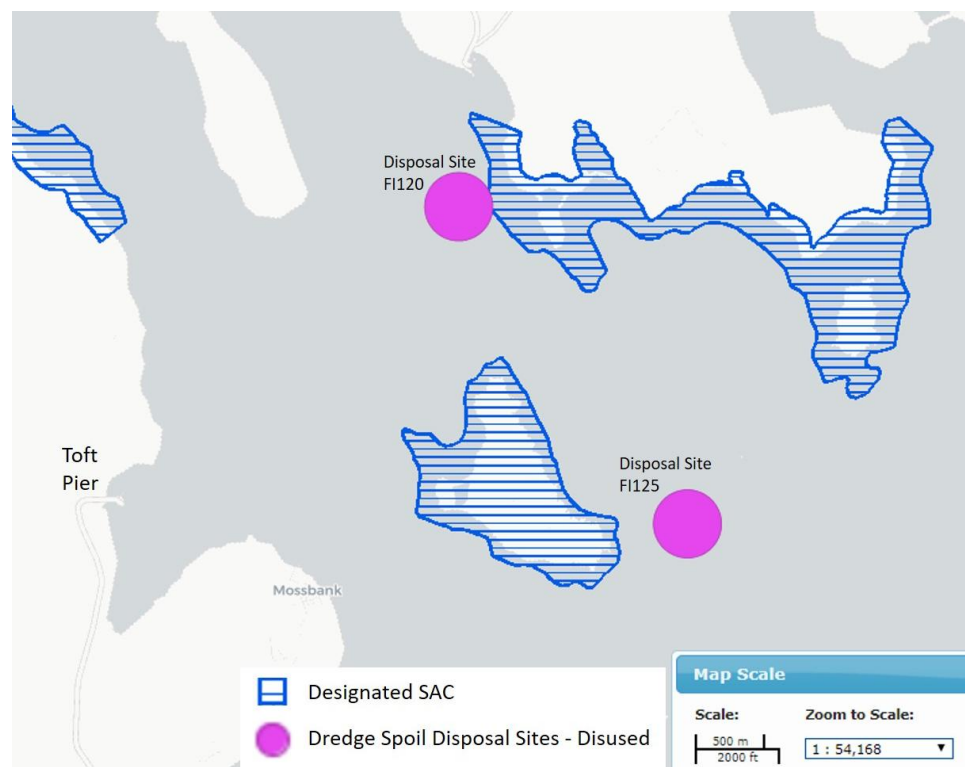 Disposal Site
FI120
Toft
Pier
Disposal Site
FI125
Mossbank
Designated SAC
Dredge Spoil Disposal Sites - Disused
Map Scale
Scale:
Zoom to Scale:
500 m
2000 ft
1 : 54,168